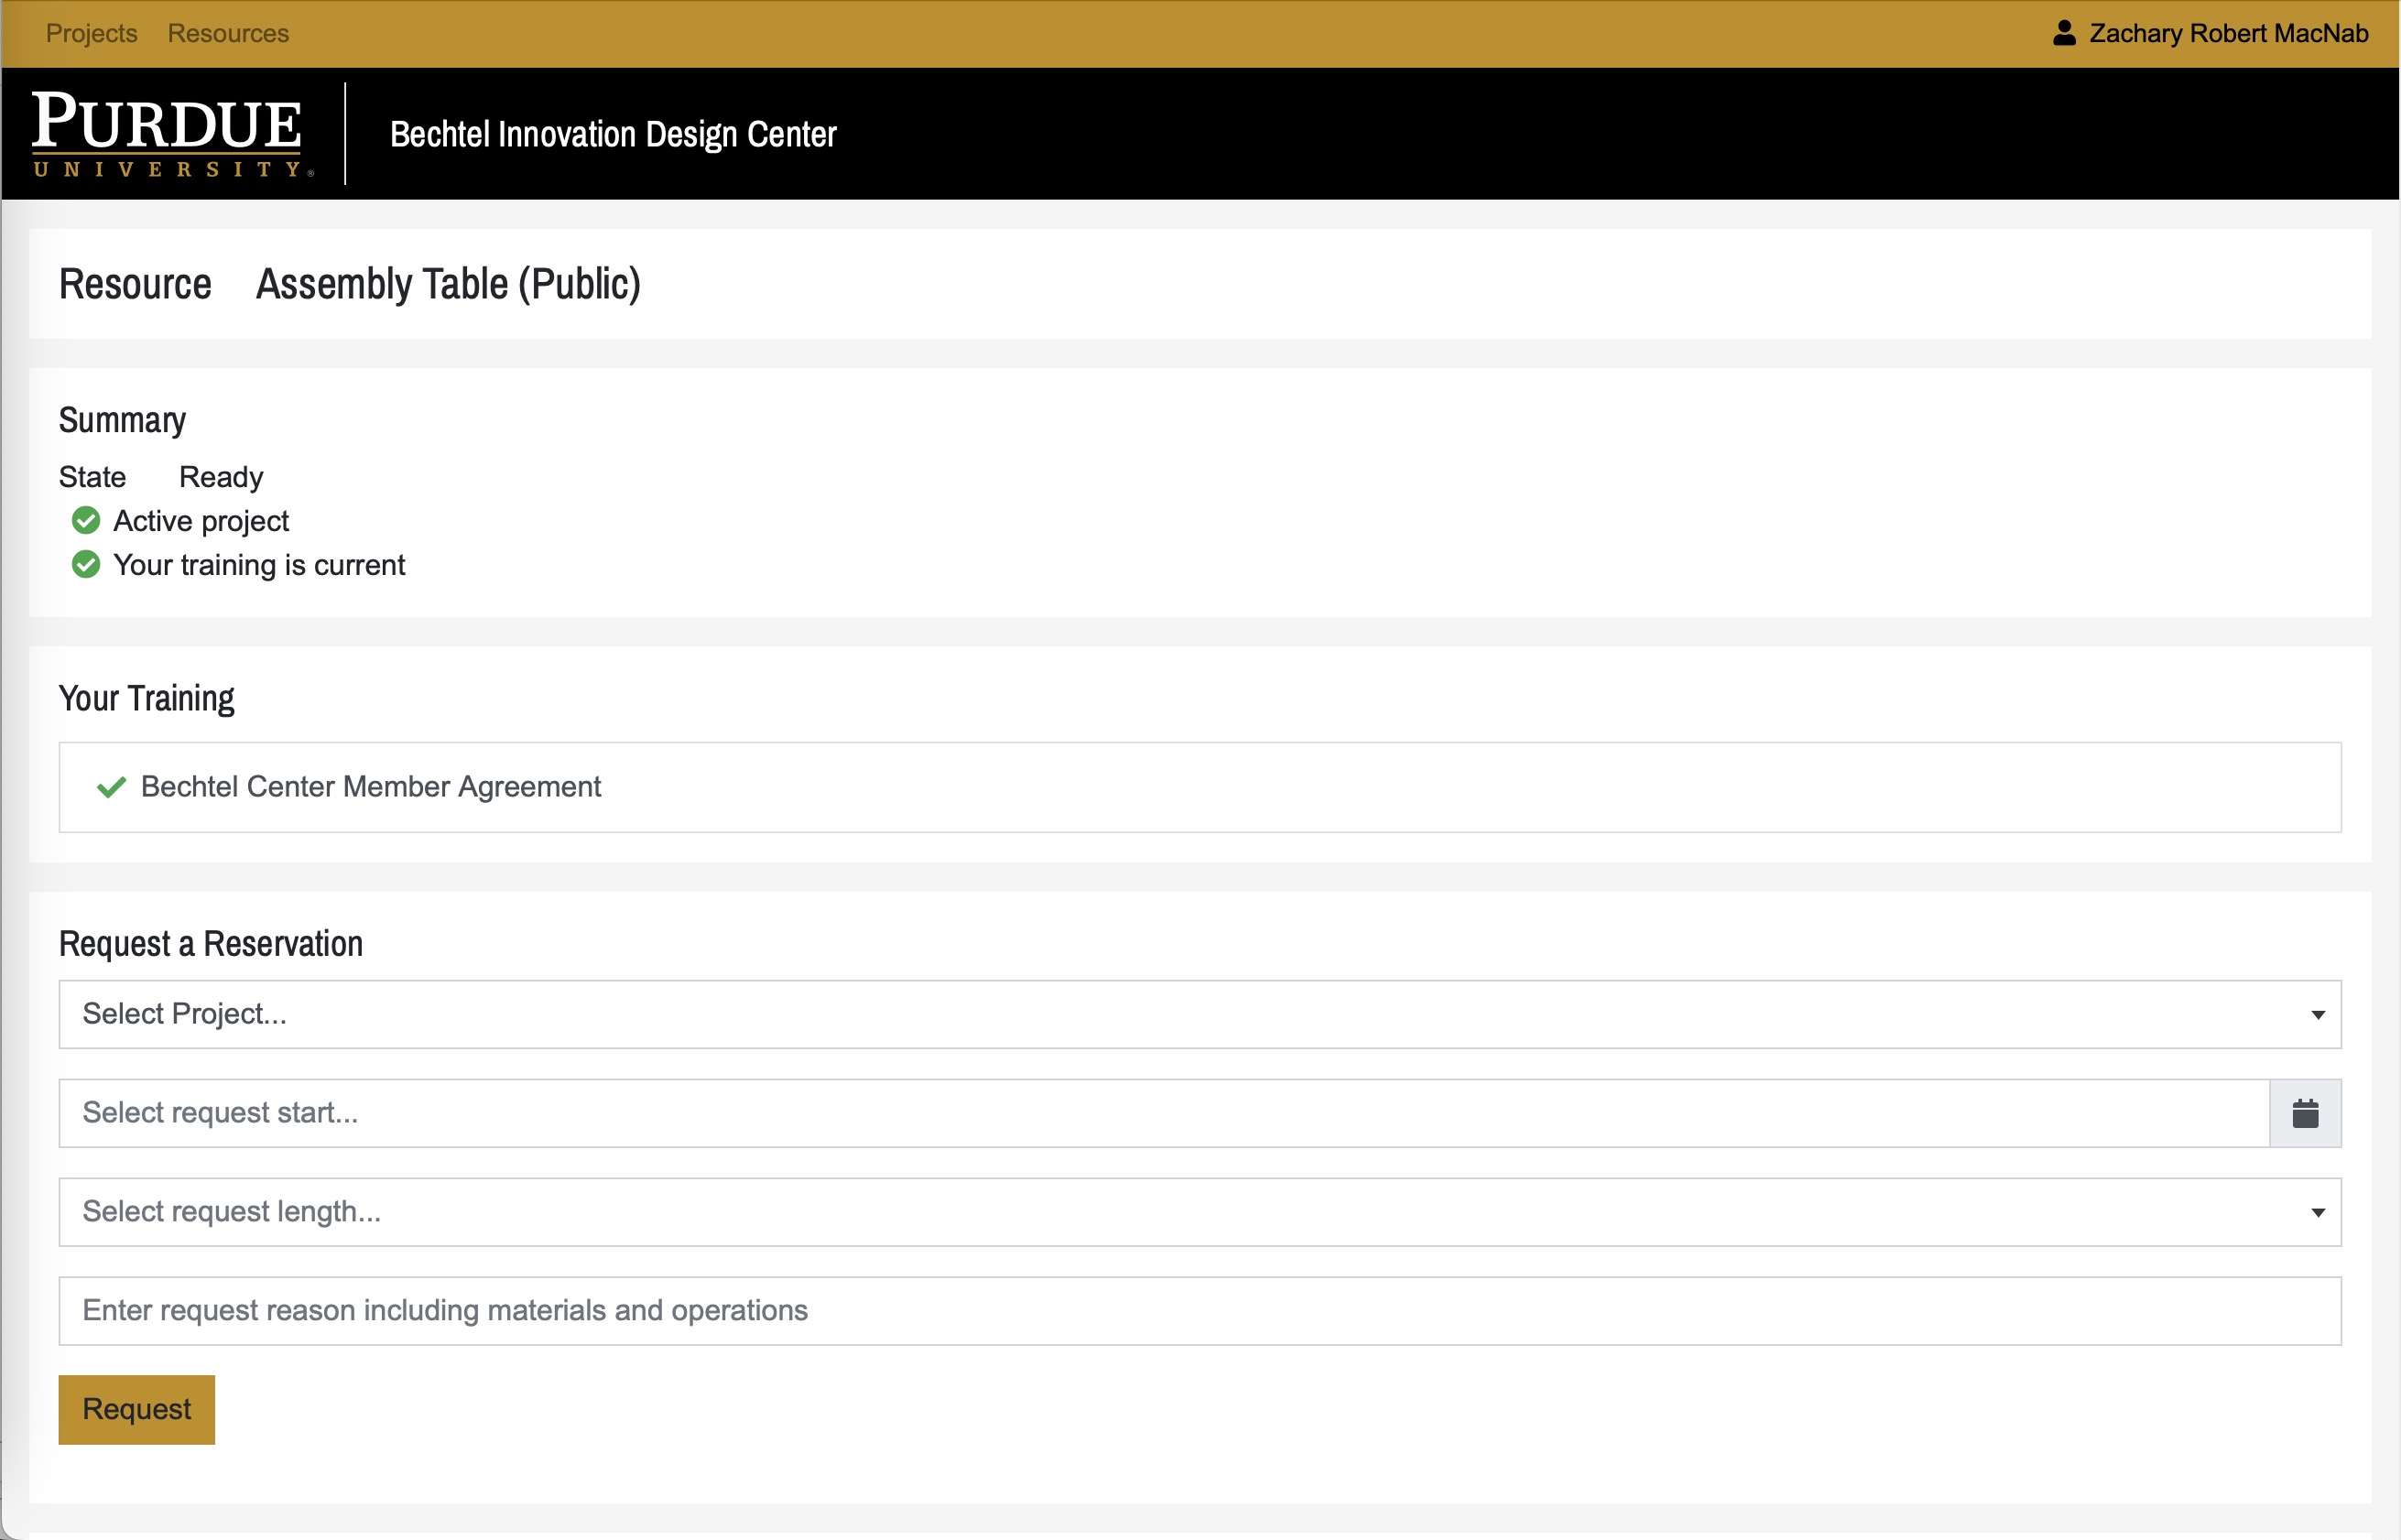 Projects Resources Zachary Robert MacNab
PURDUE
UNIVERSITY®
Bechtel Innovation Design Center
Resource Assembly Table (Public)
Summary
State Ready
Active project
Your training is current
Your Training
Bechtel Center Member Agreement
Request a Reservation
Select Project...
Select request start...
Select request length...
Enter request reason including materials and operations
Request